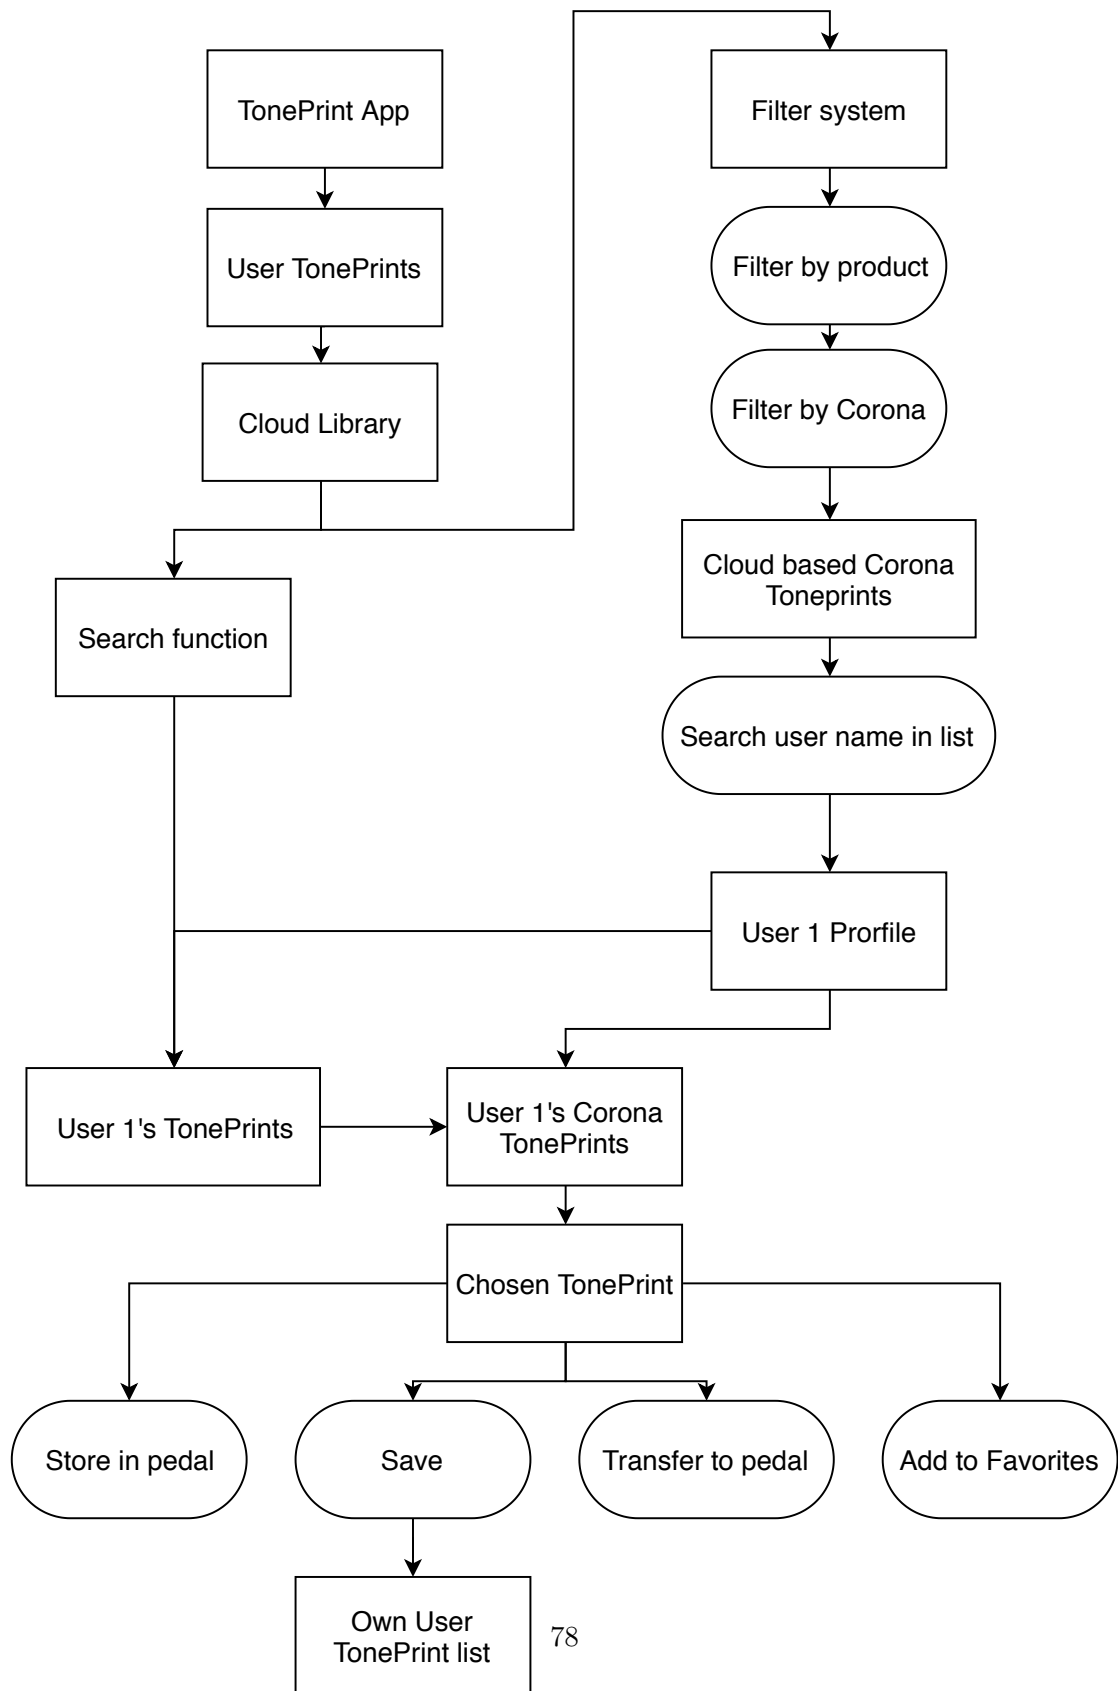 TonePrint App
Filter system
User TonePrints
Filter by product
Cloud Library
Filter by Corona
Cloud based Corona
Toneprints
Search function
Search user name in list
User 1 Prorfile
User 1's TonePrints
User 1's Corona
TonePrints
Chosen TonePrint
Store in pedal
Save
Transfer to pedal
Add to Favorites
Own User
TonePrint list
78